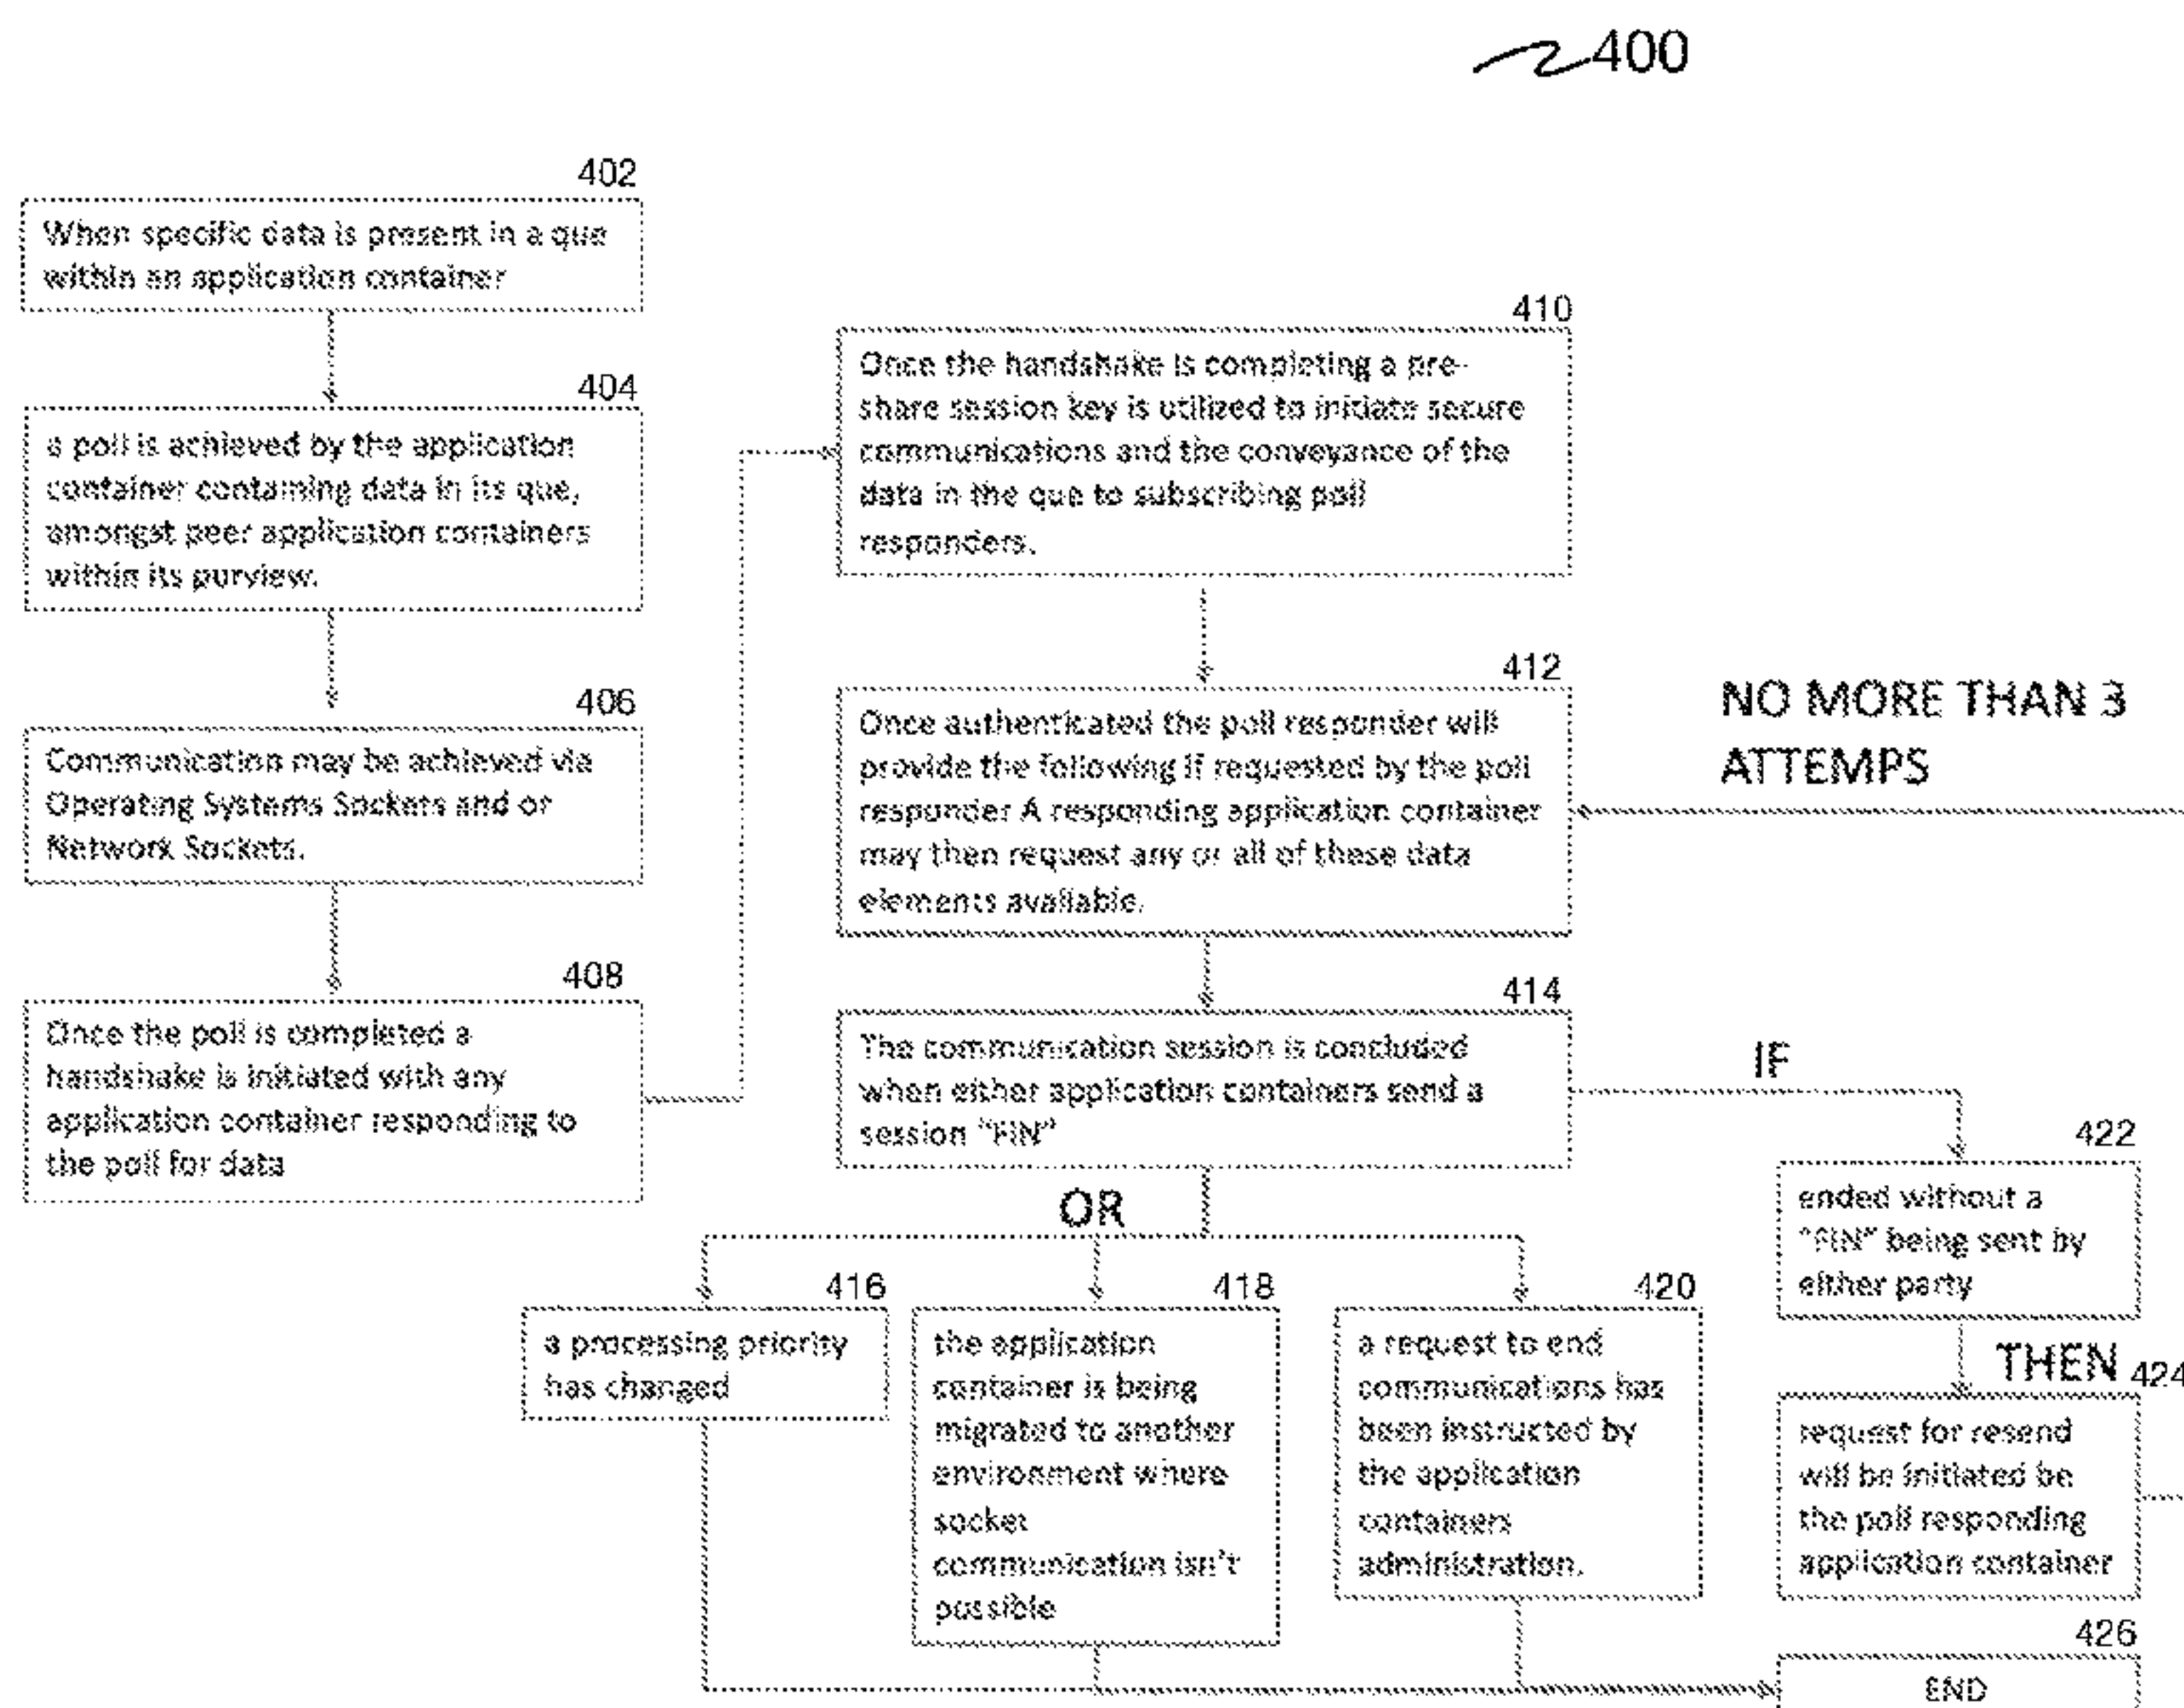 400
402
When specific data is present in a que
within an application container
404
a poll is achieved by the application
container containing data in its que,
amongst peer application containers
within its purview.
406
Communication may be achieved via
Operating Systems Sockets and or
Network Sockets.
408
Once the poll is completed a
handshake is initiated with any
application container responding to
the poll for data
410
Once the handshake is completing a pre-
share session key is utilized to initiate secure
communications and the conveyance of the
data in the que to subscribing poll
responders.
412
Once authenticated the poll responder will
provide the following if requested by the poll
responder A responding application container
may then request any or all of these data
elements available.
NO MORE THAN 3
ATTEMPS
414
The communication session is concluded
when either application containers send a
session "FIN"
IF
OR
416
a processing priority
has changed
418
the application
container is being
migrated to another
environment where
socket
communication isn't
possible
420
a request to end
communications has
been instructed by
the application
containers
administration.
422
ended without a
"FIN" being sent by
either party
THEN
424
request for resend
will be initiated be
the poll responding
application container
426
END